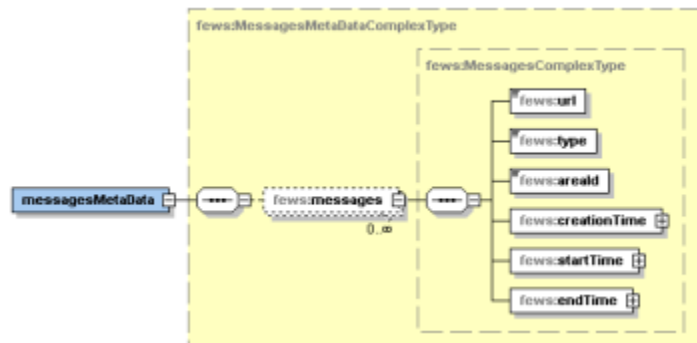 fews:MessagesMetaDataComplexType
fews:MessagesComplexType
fews:url
fews:type
fews:areaId
messagesMetaData
fews:messages
0..∞
fews:creationTime
fews:startTime
fews:endTime